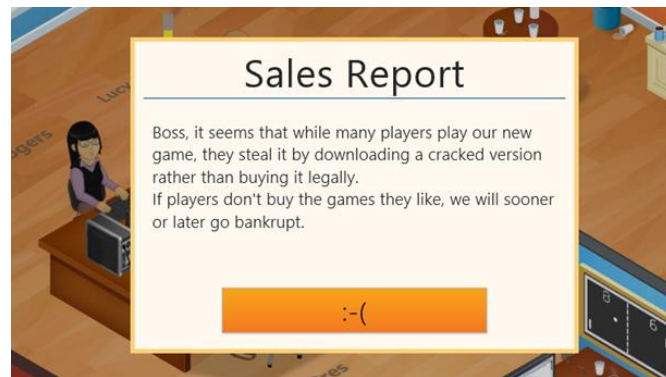 Sales Report
Lucy
Rogers
Boss, it seems that while many players play our new
game, they steal it by downloading a cracked version
rather than buying it legally.
If players don't buy the games they like, we will sooner
or later go bankrupt.
:-(